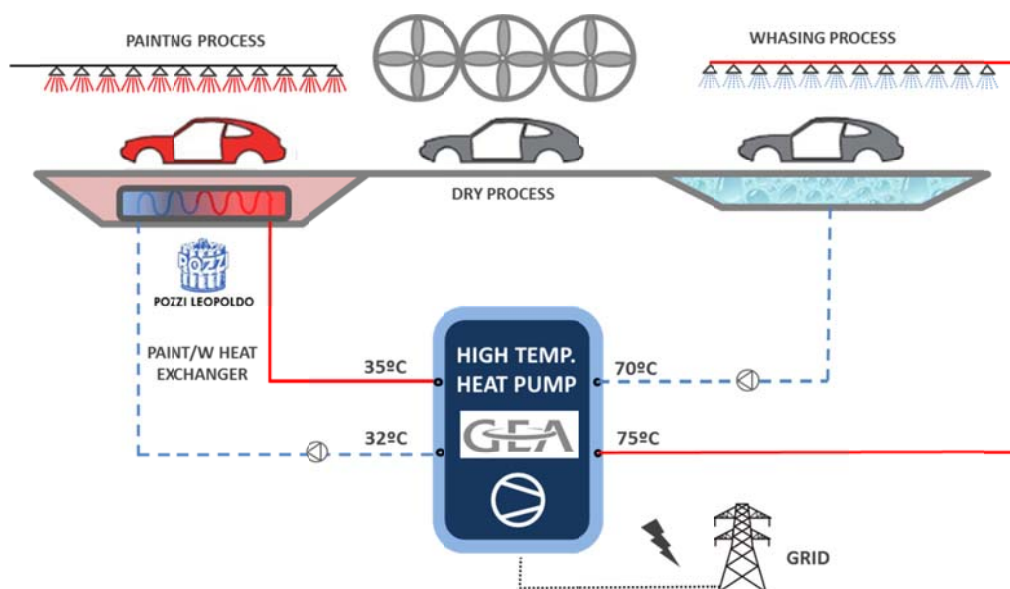 PAINTNG PROCESS
WHASING PROCESS
DRY PROCESS
POZZI
POZZI LEOPOLDO
PAINT/W HEAT
EXCHANGER
35ºC
HIGH TEMP.
HEAT PUMP
70ºC
32ºC
GEA
75ºC
GRID